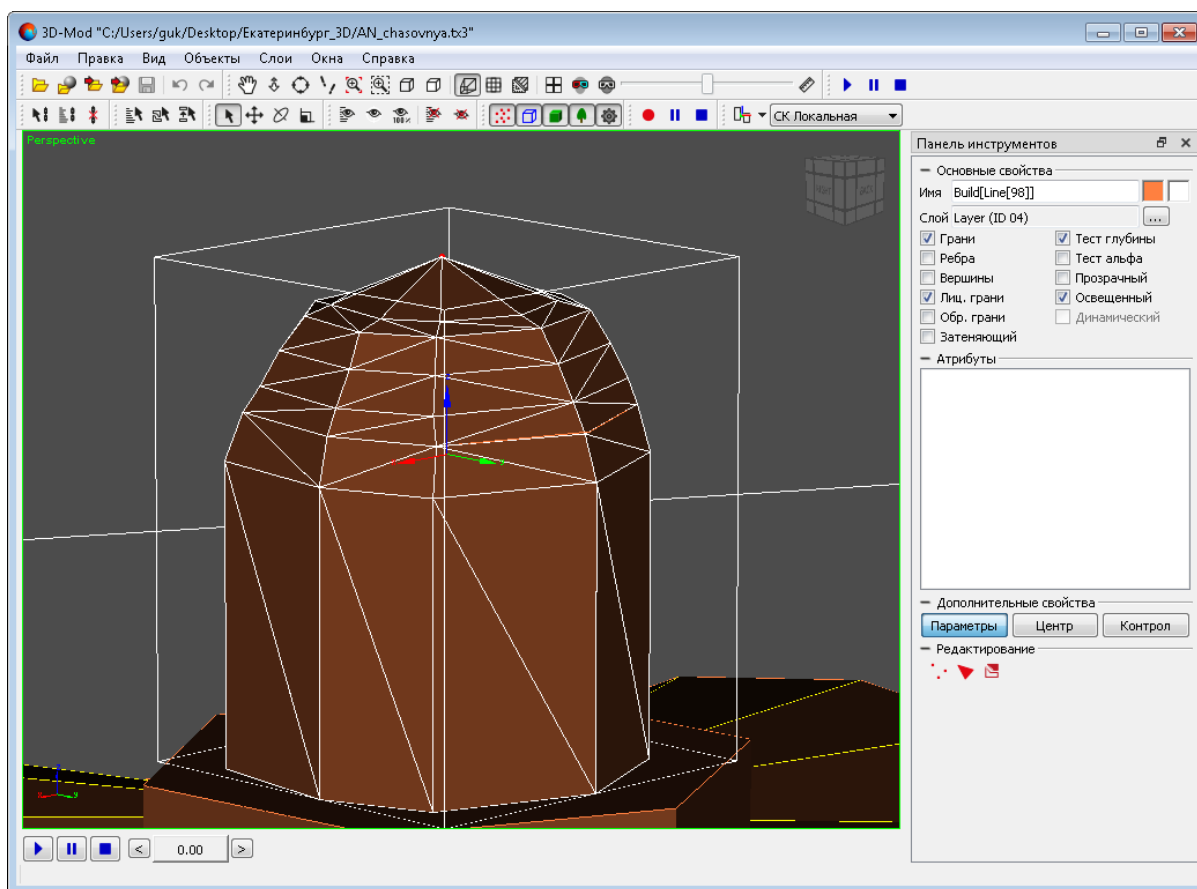 3D-Mod "C:/Users/guk/Desktop/Екатеринбург_3D/AN_chasovnya.tx3"
Файл Правка Вид Объекты Слои Окна Справка
СК Локальная
Perspective
Панель инструментов
Основные свойства
Имя Build[Line[98]]
Слой Layer (ID 04) ...
Грани Тест глубины
Ребра Тест альфа
Вершины Прозрачный
Лиц. грани Освещенный
Обр. грани Динамический
Затеняющий
Атрибуты
Дополнительные свойства
Параметры Центр Контрол
Редактирование
< 0.00 >